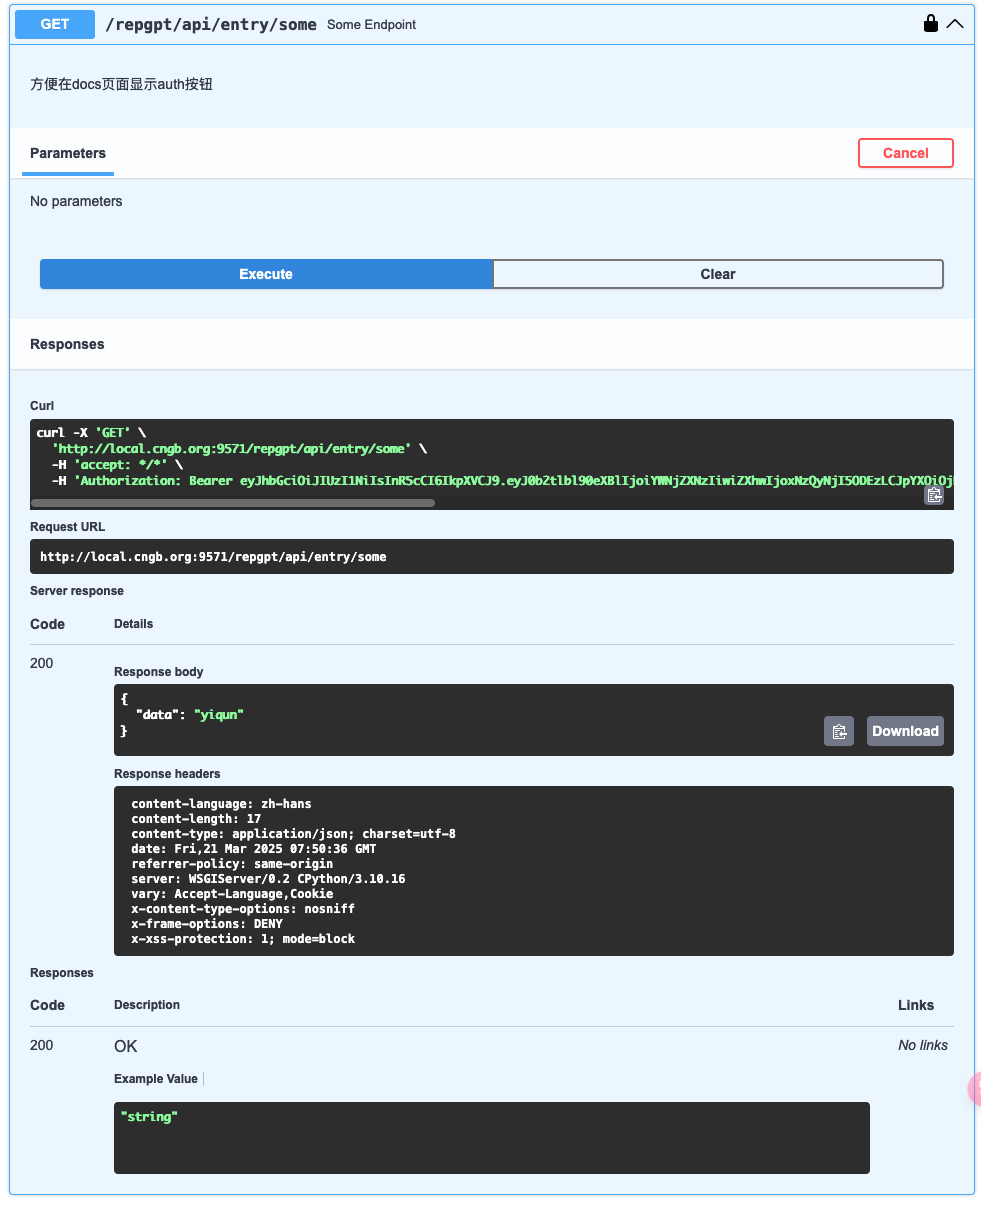 GET /repgpt/api/entry/some Some Endpoint
方便在docs页面显示auth按钮
Parameters Cancel
No parameters
Execute Clear
Responses
Curl
curl -X 'GET' \
'http://local.cngb.org:9571/repgpt/api/entry/some' \
-H 'accept: */*' \
-H 'Authorization: Bearer
Request URL
http://local.cngb.org:9571/repgpt/api/entry/some
Server response
Code Details
200
Response body
{
"data": "yiqun"
}
Download
Response headers
content-language: zh-hans
content-length: 17
content-type: application/json; charset=utf-8
date: Fri,21 Mar 2025 07:50:36 GMT
referrer-policy: same-origin
server: WSGIServer/0.2 CPython/3.10.16
vary: Accept-Language,Cookie
x-content-type-options: nosniff
x-frame-options: DENY
x-xss-protection: 1; mode=block
Responses
Code Description Links
200 OK No links
Example Value
"string"